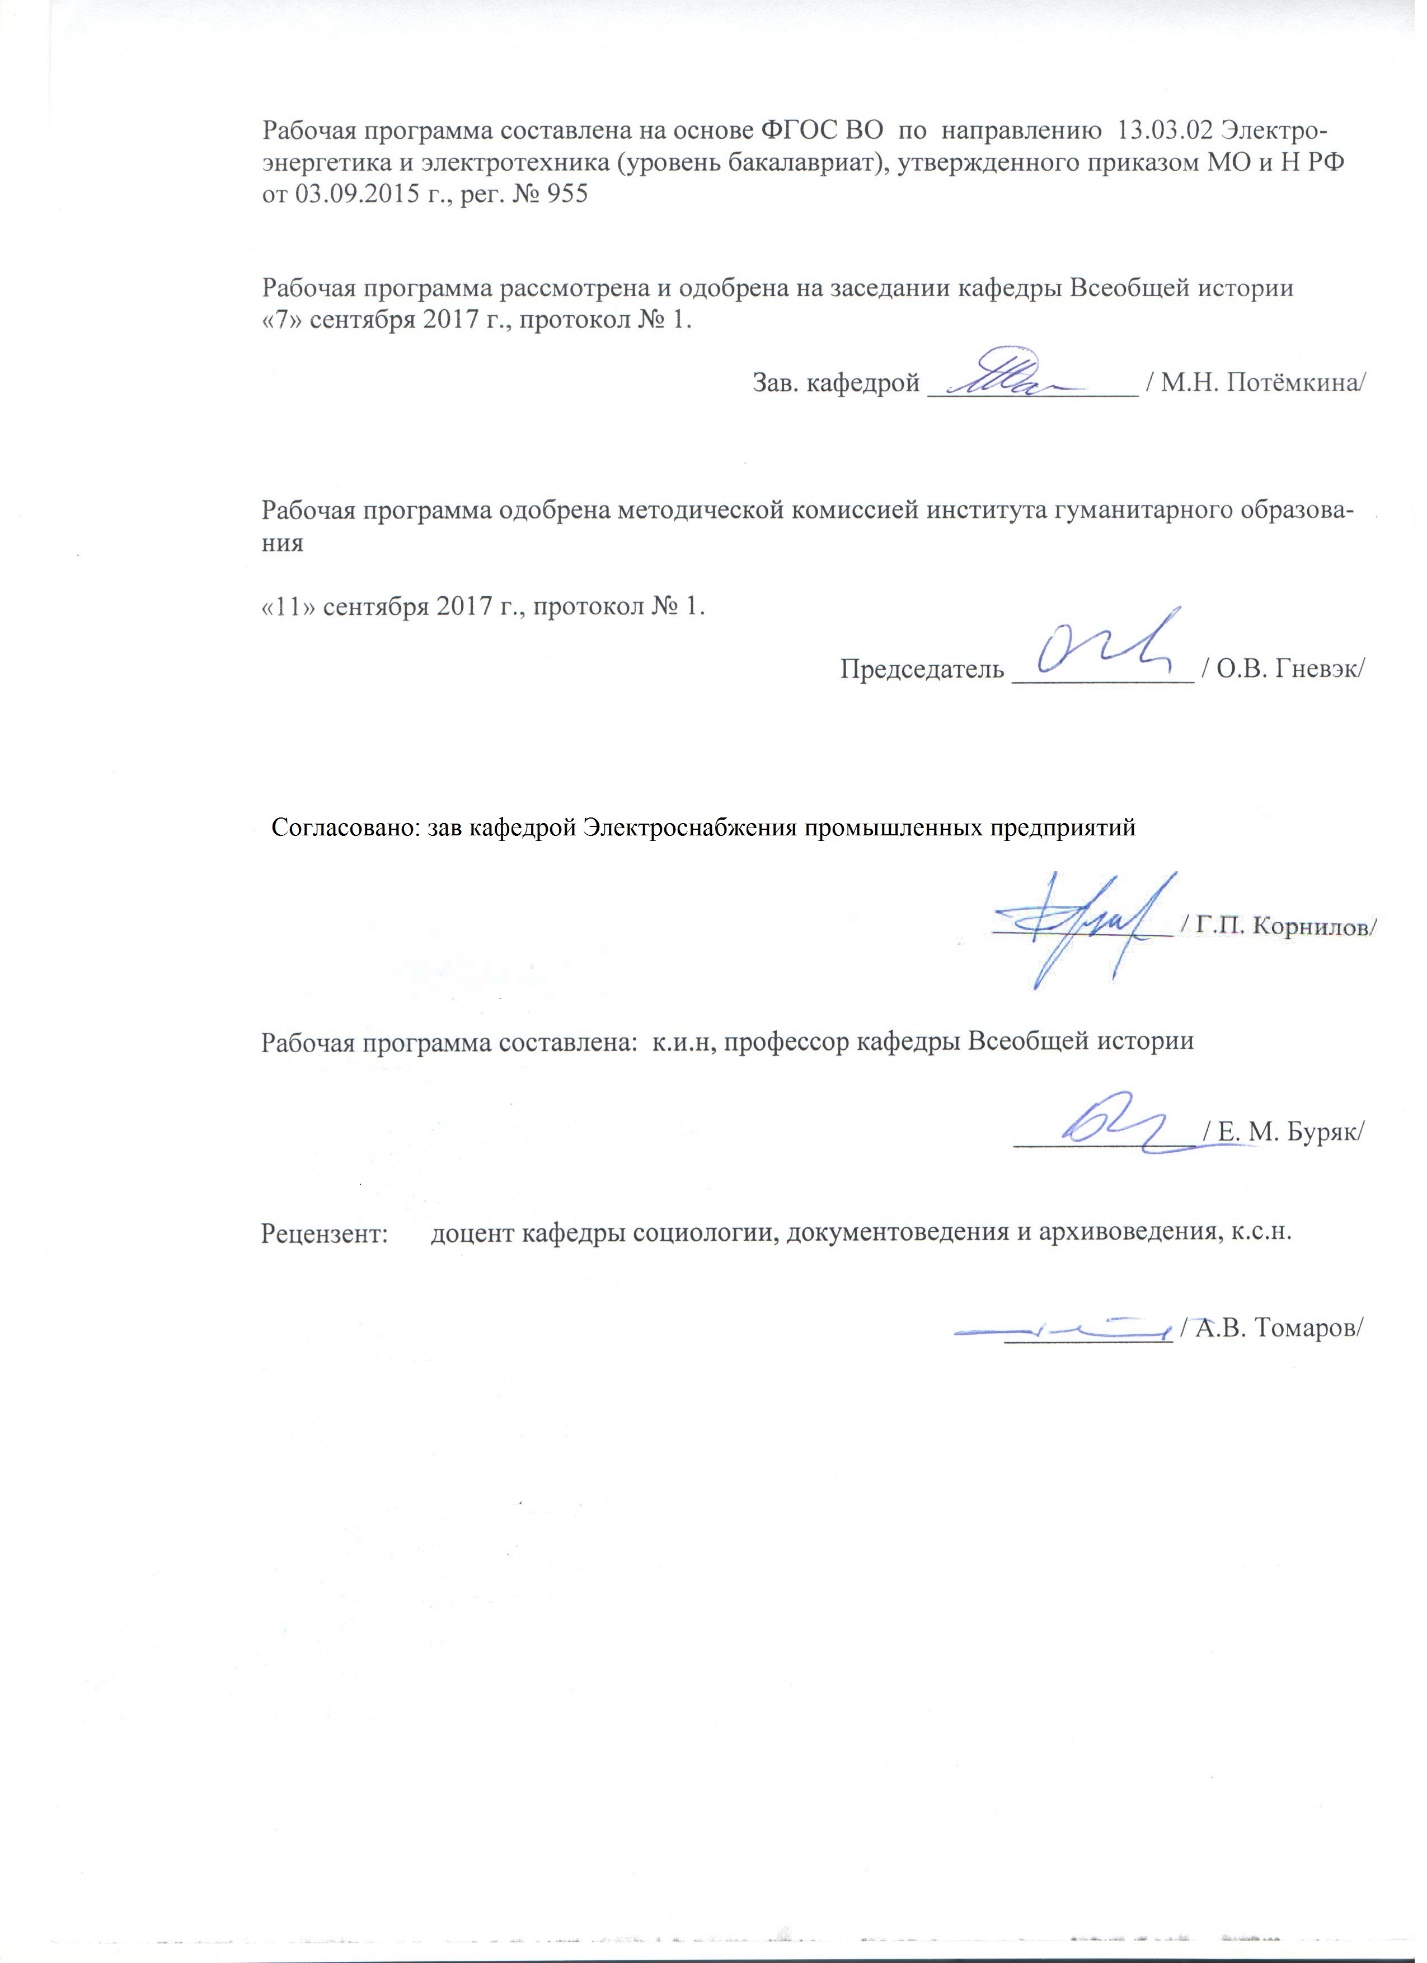 Рабочая программа составлена на основе ФГОС ВО по направлению 13.03.02 Электро-
энергетика и электротехника (уровень бакалавриат), утвержденного приказом МО и Н РФ
от 03.09.2015 г., рег. № 955
Рабочая программа рассмотрена и одобрена на заседании кафедры Всеобщей истории
«7» сентября 2017 г., протокол № 1.
Зав. кафедрой _______________ / М.Н. Потёмкина/
Рабочая программа одобрена методической комиссией института гуманитарного образова-
ния
«11» сентября 2017 г., протокол № 1.
Председатель _____________ / О.В. Гневэк/
Согласовано: зав кафедрой Электроснабжения промышленных предприятий
_____________ / Г.П. Корнилов/
Рабочая программа составлена: к.и.н, профессор кафедры Всеобщей истории
_____________ / Е. М. Буряк/
Рецензент: доцент кафедры социологии, документоведения и архивоведения, к.с.н.
____________ / А.В. Томаров/